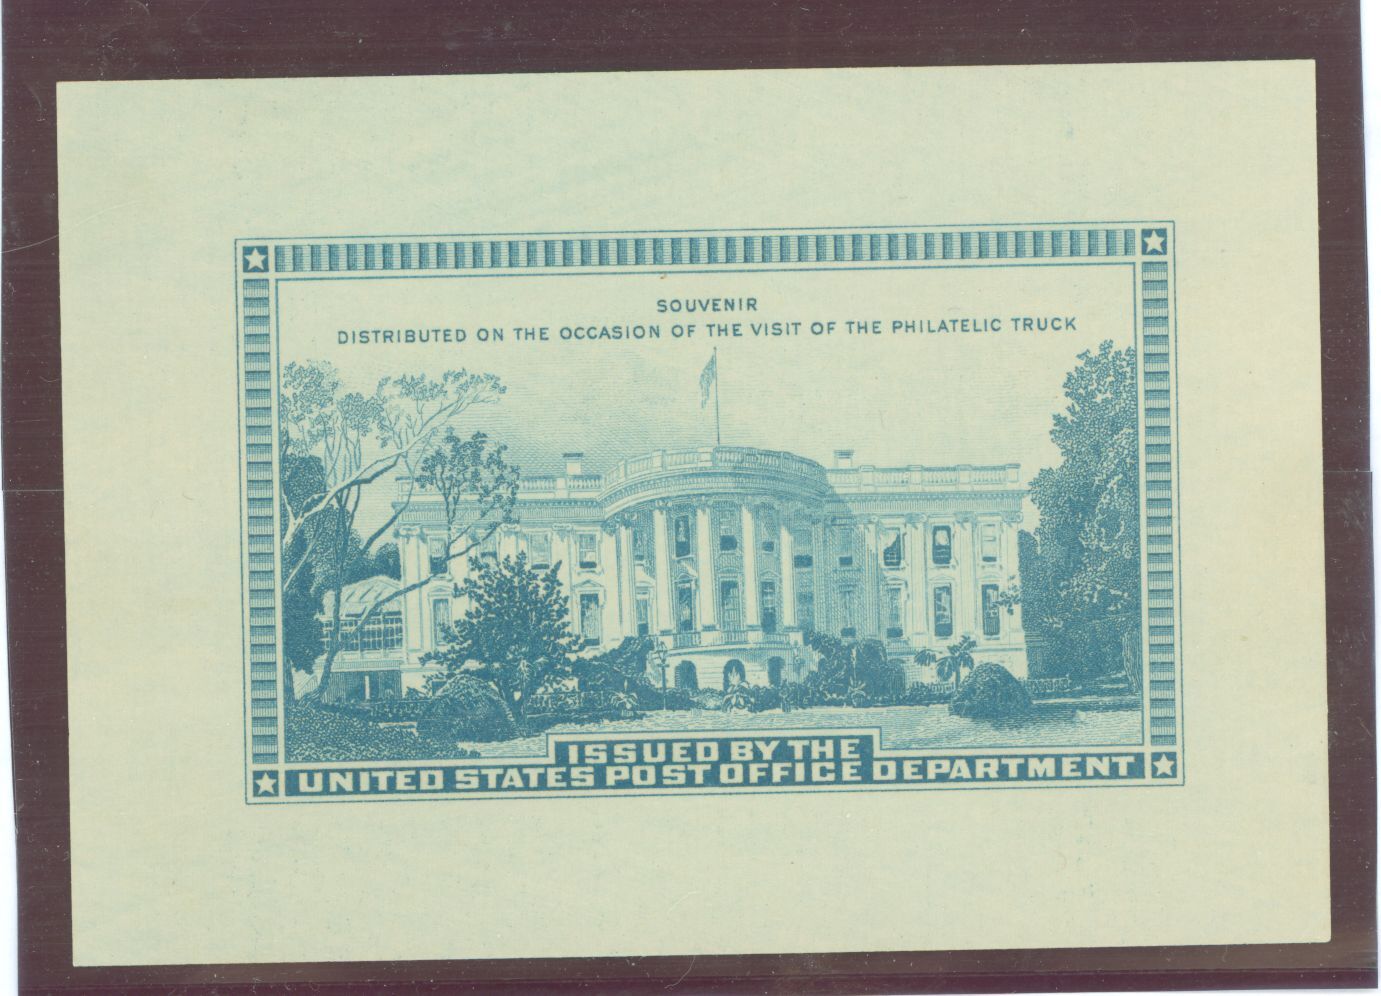 SOUVENIR
DISTRIBUTED ON THE OCCASION OF THE VISIT OF THE PHILATELIC TRUCK
ISSUED BY THE
UNITED STATES POST OFFICE DEPARTMENT